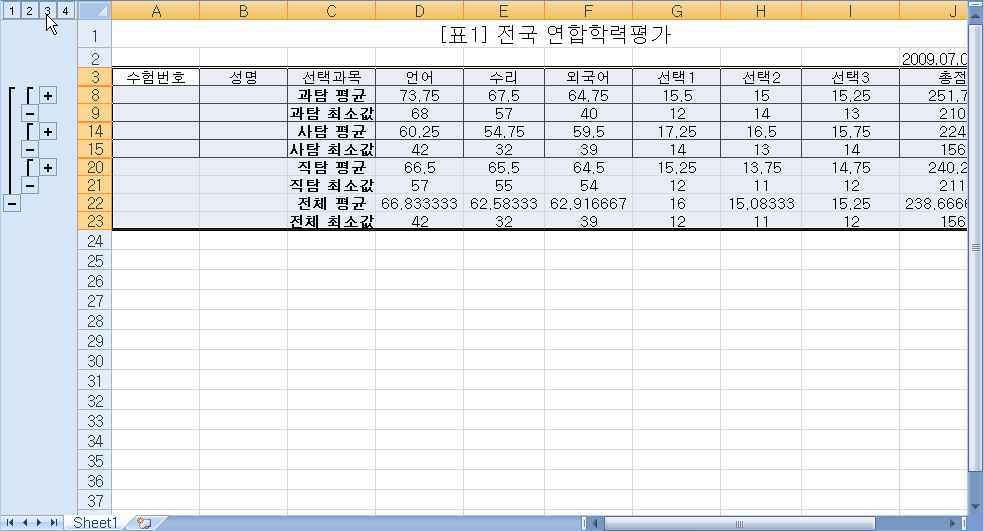 1 2 3 4 A B C D E F G H I J
1 [표1] 전국 연합학력평가
2 2009.07.0
3 수험번호 성명 선택과목 언어 수리 외국어 선택1 선택2 선택3 총점
8 과탐 평균 73.75 67.5 64.75 15.5 15 15.25 251.7
9 과탐 최소값 68 57 40 12 14 13 210
14 사탐 평균 60.25 54.75 59.5 17.25 16.5 15.75 224
15 사탐 최소값 42 32 39 14 13 14 156
20 직탐 평균 66.5 65.5 64.5 15.25 13.75 14.75 240.2
21 직탐 최소값 57 55 54 12 11 12 211
22 전체 평균 66.833333 62.58333 62.916667 16 15.08333 15.25 238.6666
23 전체 최소값 42 32 39 12 11 12 156
24
25
26
27
28
29
30
31
32
33
34
35
36
37
Sheet1